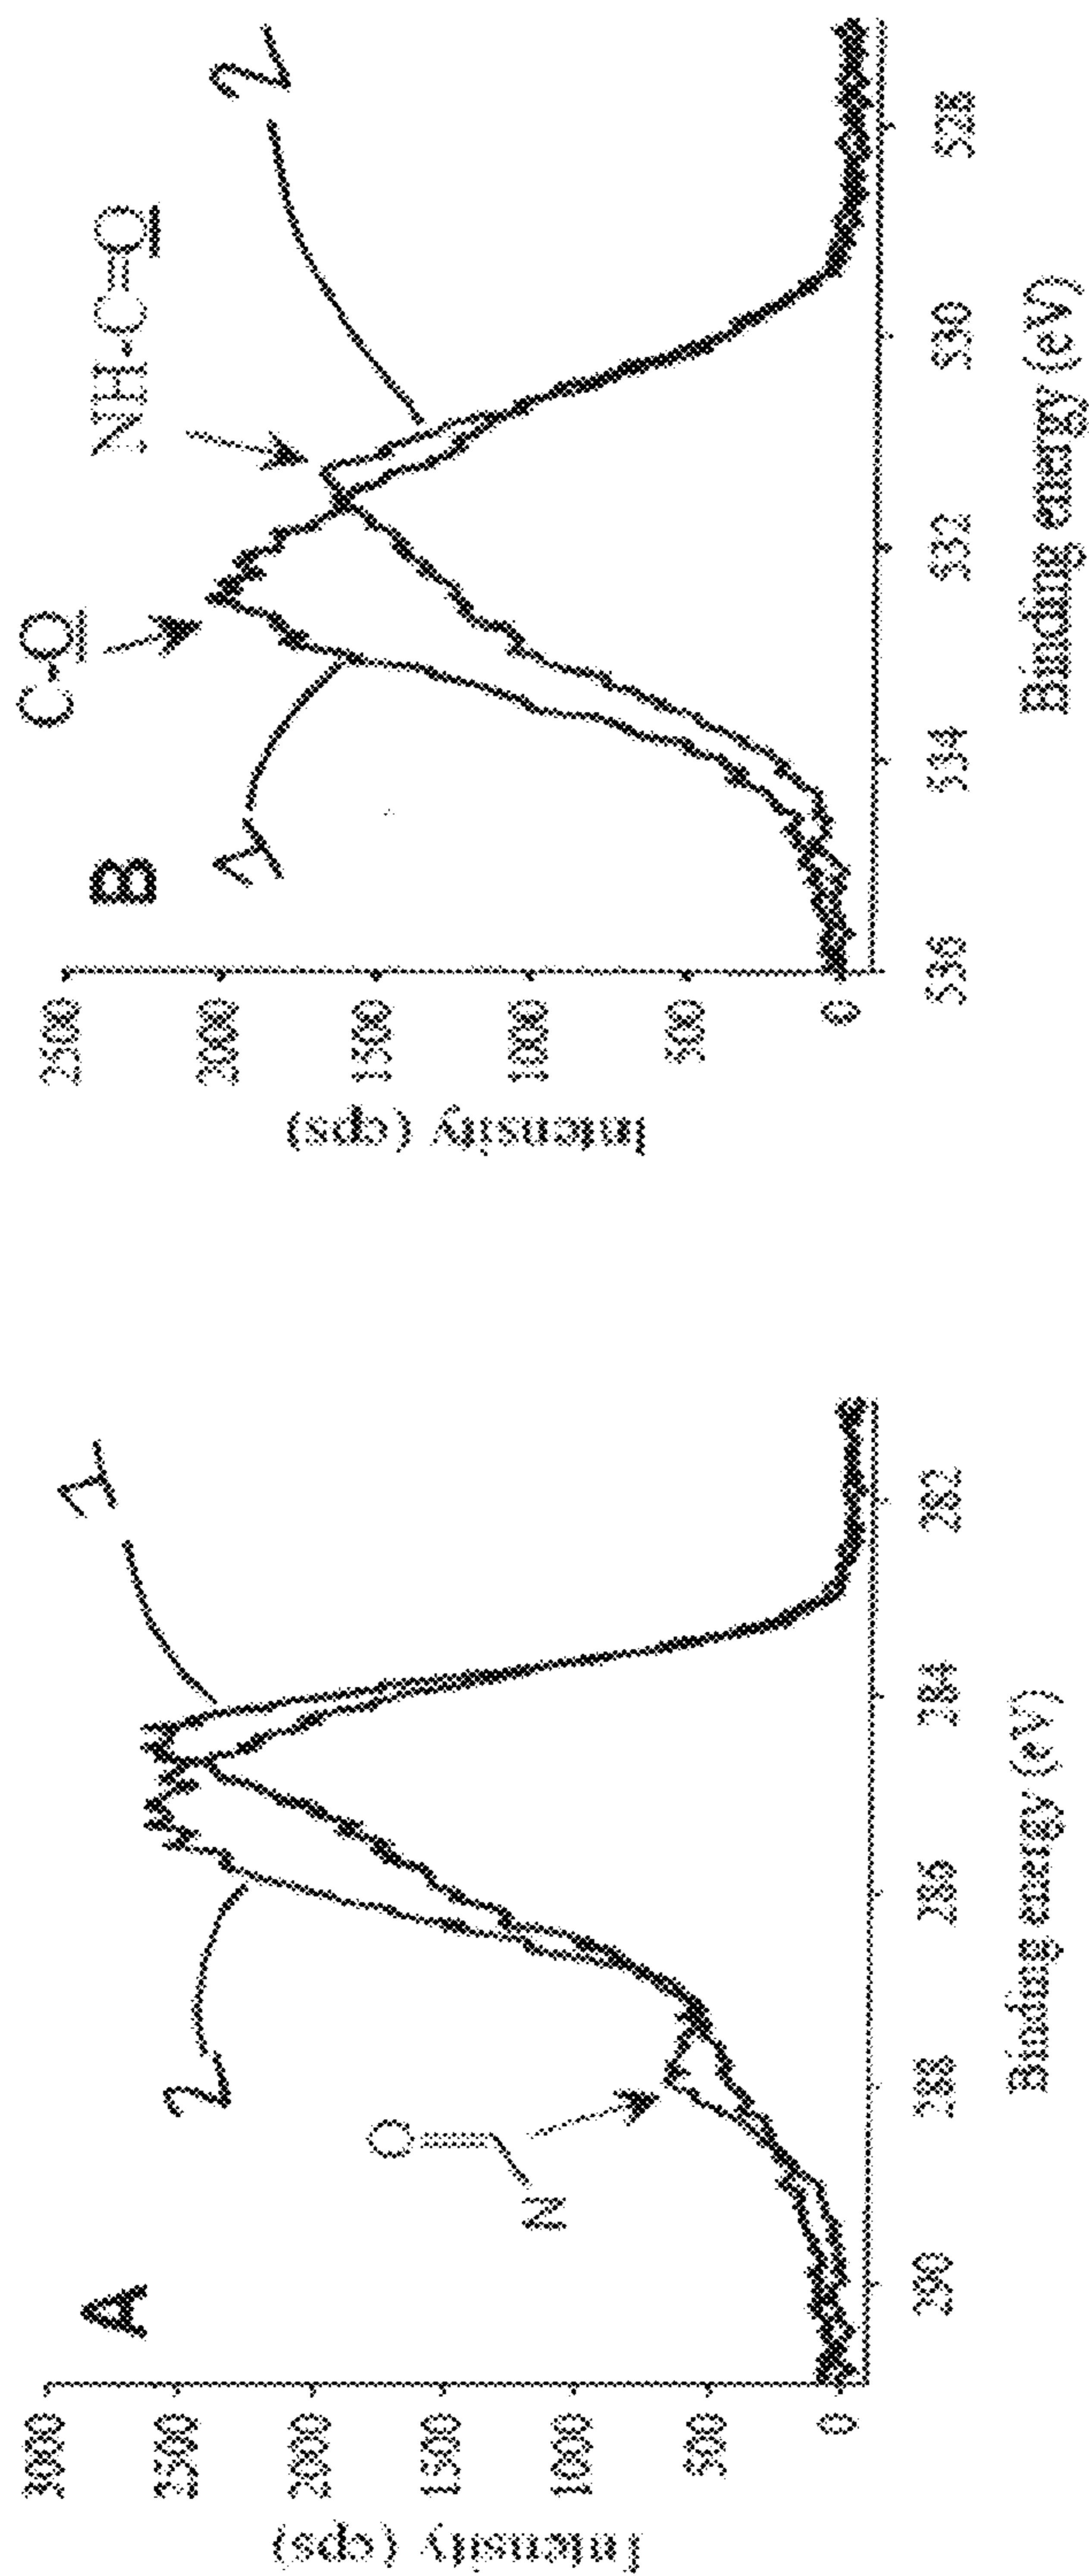 A
3000
2500
2000
1500
1000
500
0
Intensity (cps)
290
288
286
284
282
Binding energy (eV)
O
N
2
1
B
2500
2000
1500
1000
500
0
Intensity (cps)
536
534
532
530
528
Binding energy (eV)
C-O
NH-C=O
1
2